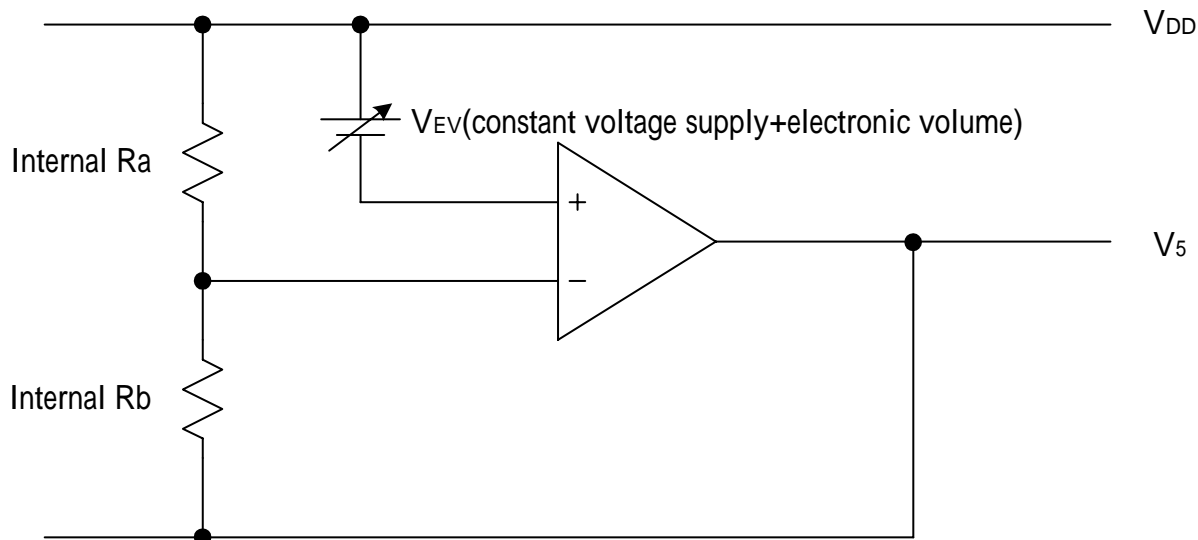 VDD
VEV(constant voltage supply+electronic volume)
Internal Ra
+
V5
−
Internal Rb